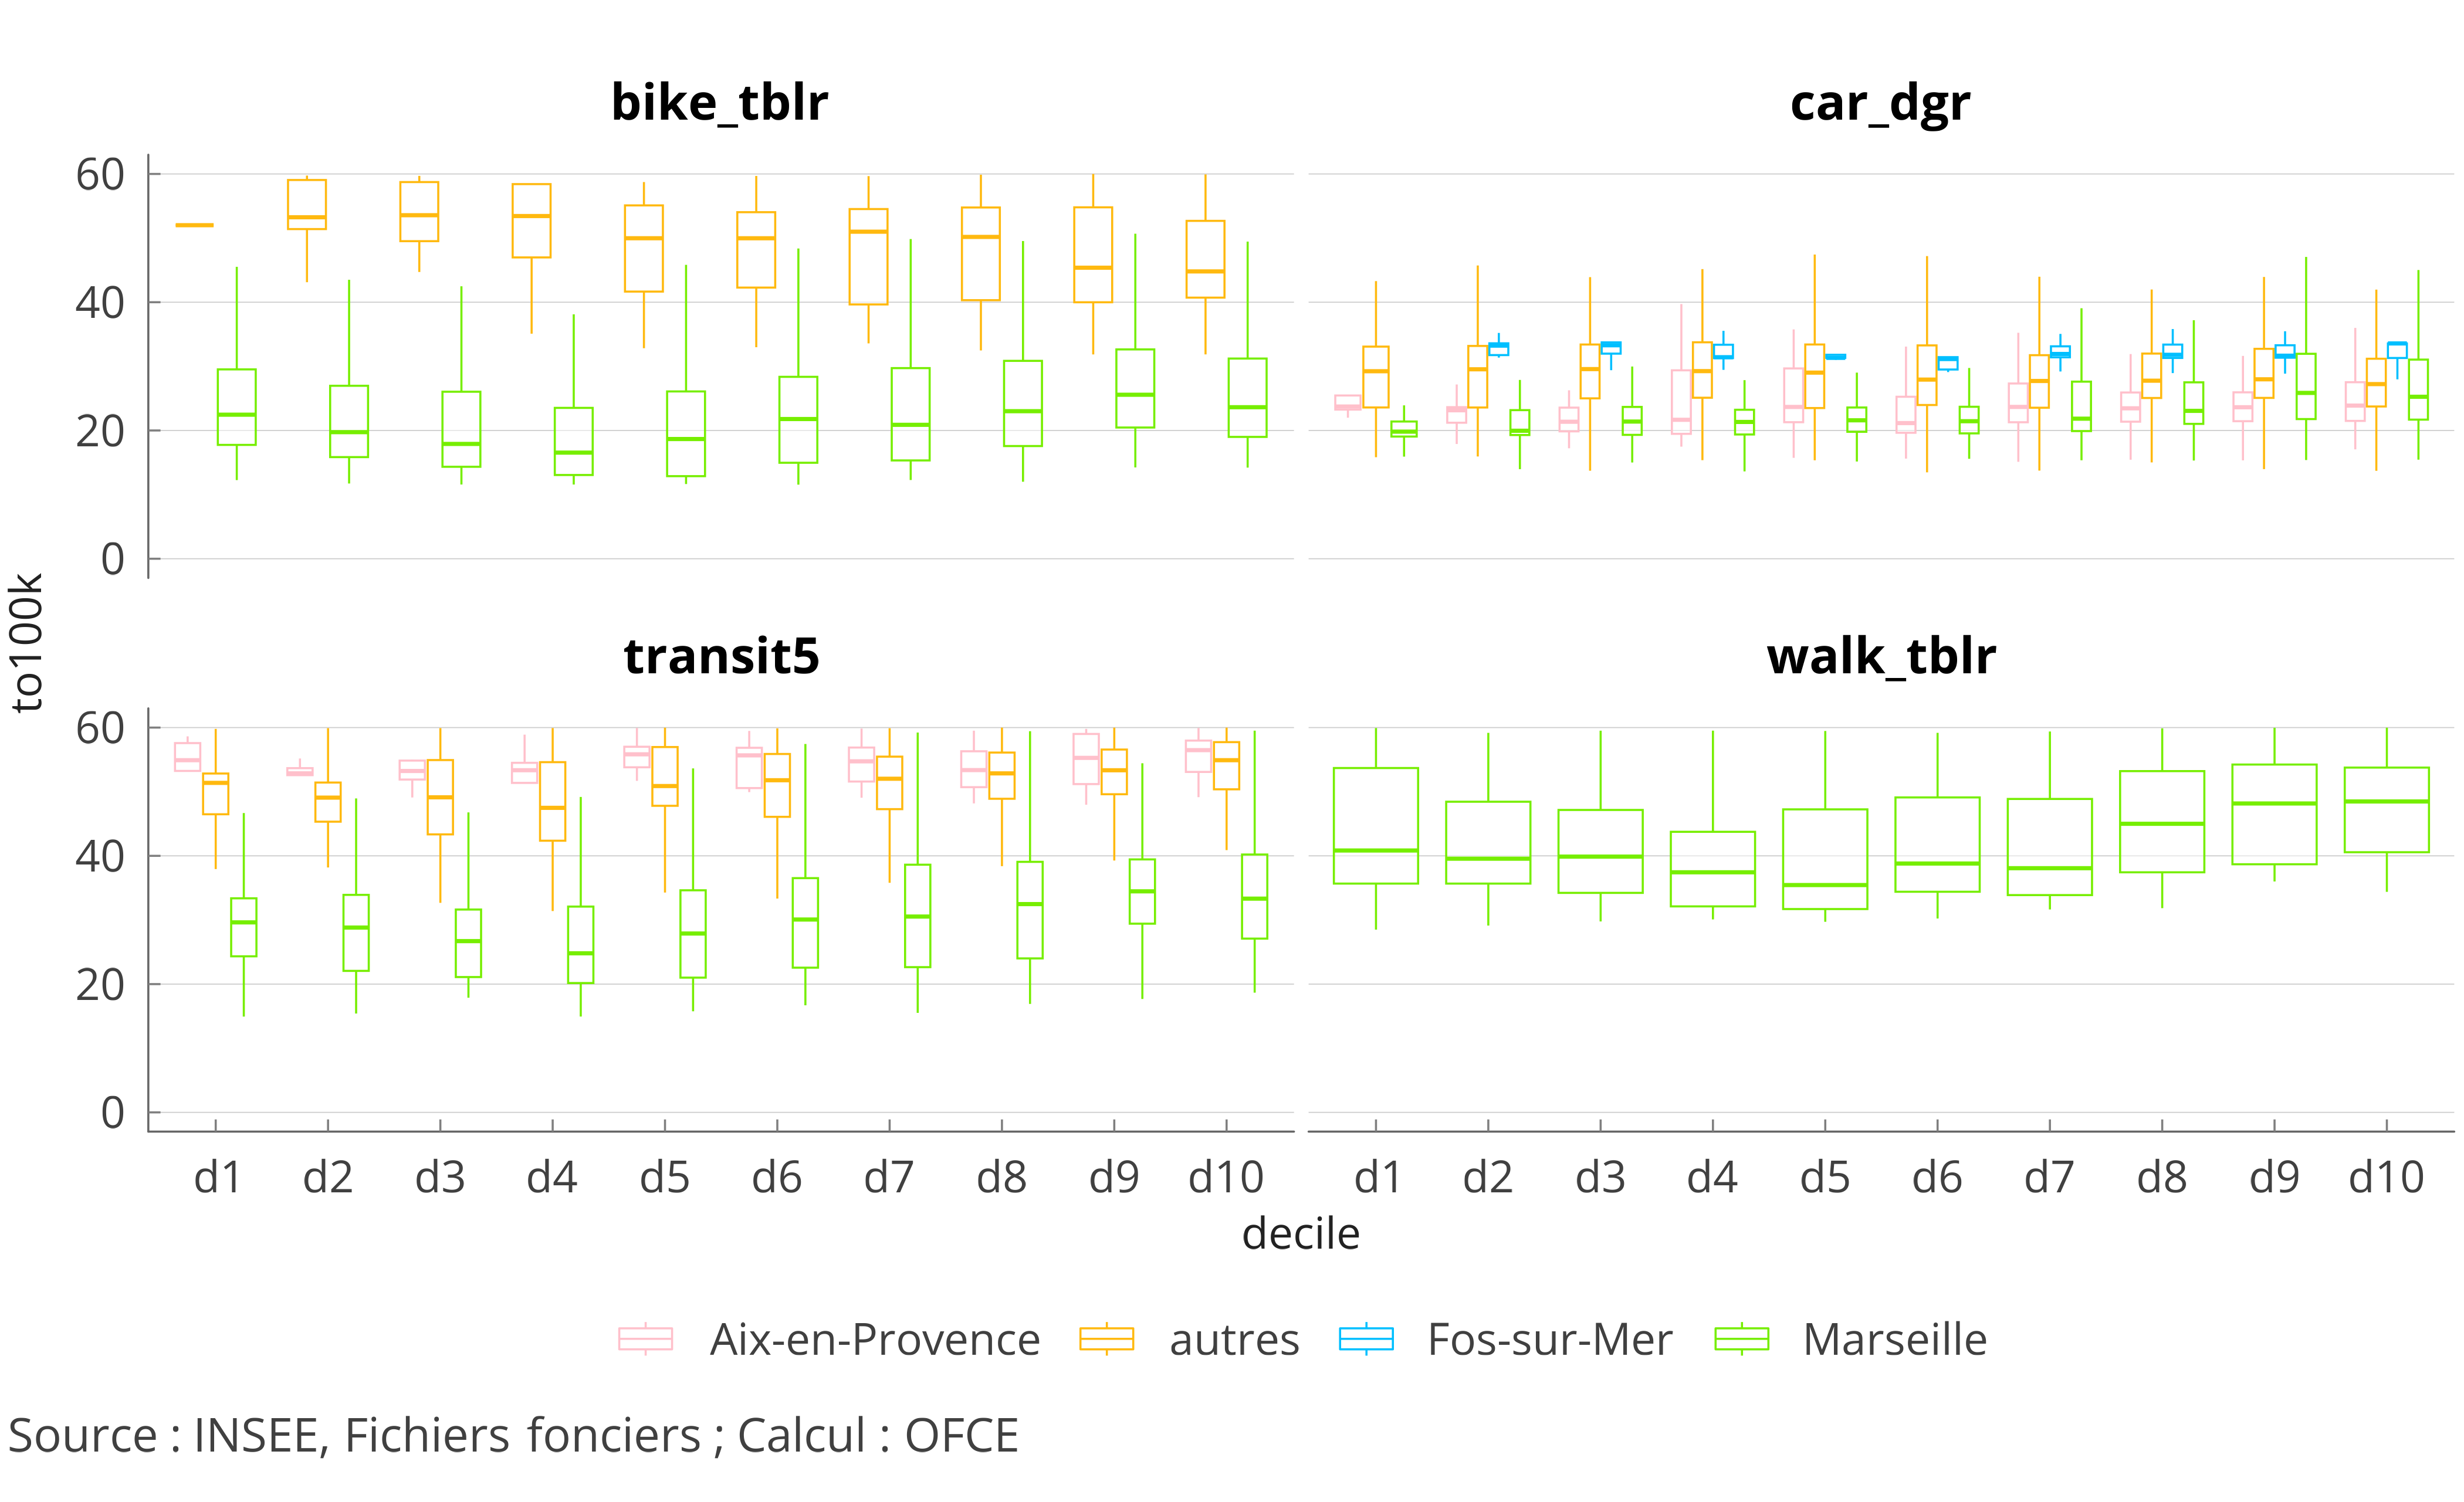 bike_tblr
car_dgr
60
40
20
0
to100k
transit5
walk_tblr
60
40
20
0
d1 d2 d3 d4 d5 d6 d7 d8 d9 d10 d1 d2 d3 d4 d5 d6 d7 d8 d9 d10
decile
Aix-en-Provence autres Fos-sur-Mer Marseille
Source : INSEE, Fichiers fonciers ; Calcul : OFCE